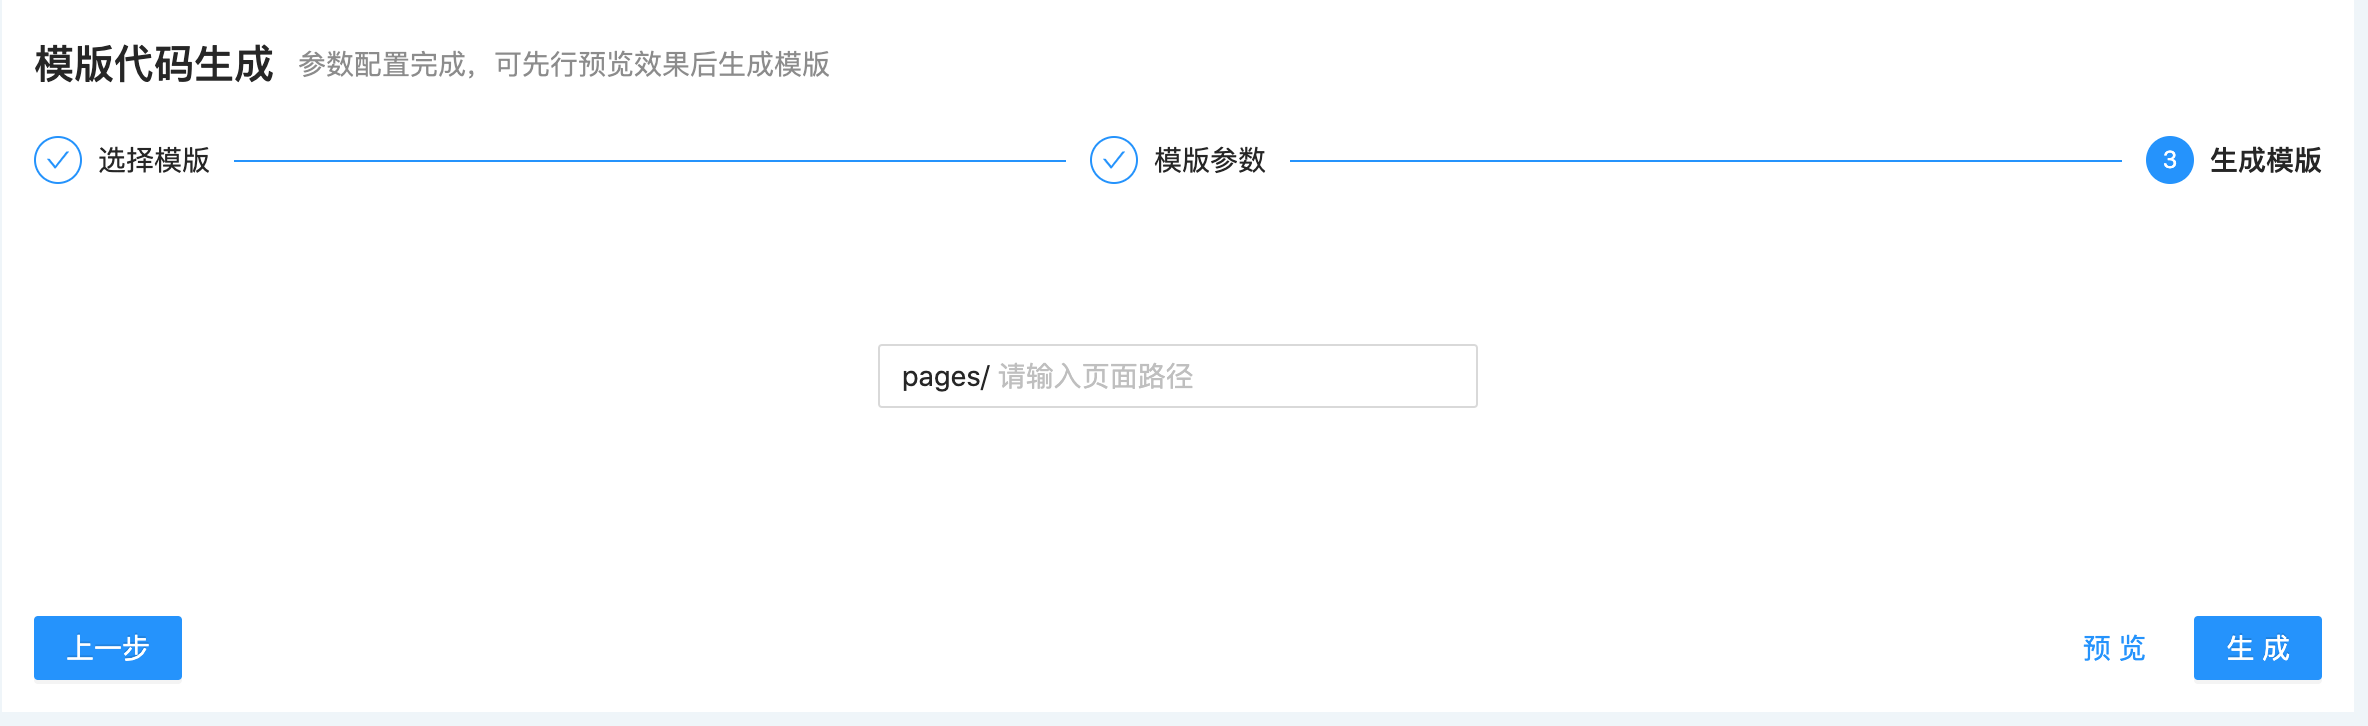 模版代码生成 参数配置完成，可先行预览效果后生成模版
选择模版 模版参数 3 生成模版
pages/ 请输入页面路径
上一步 预 览 生 成